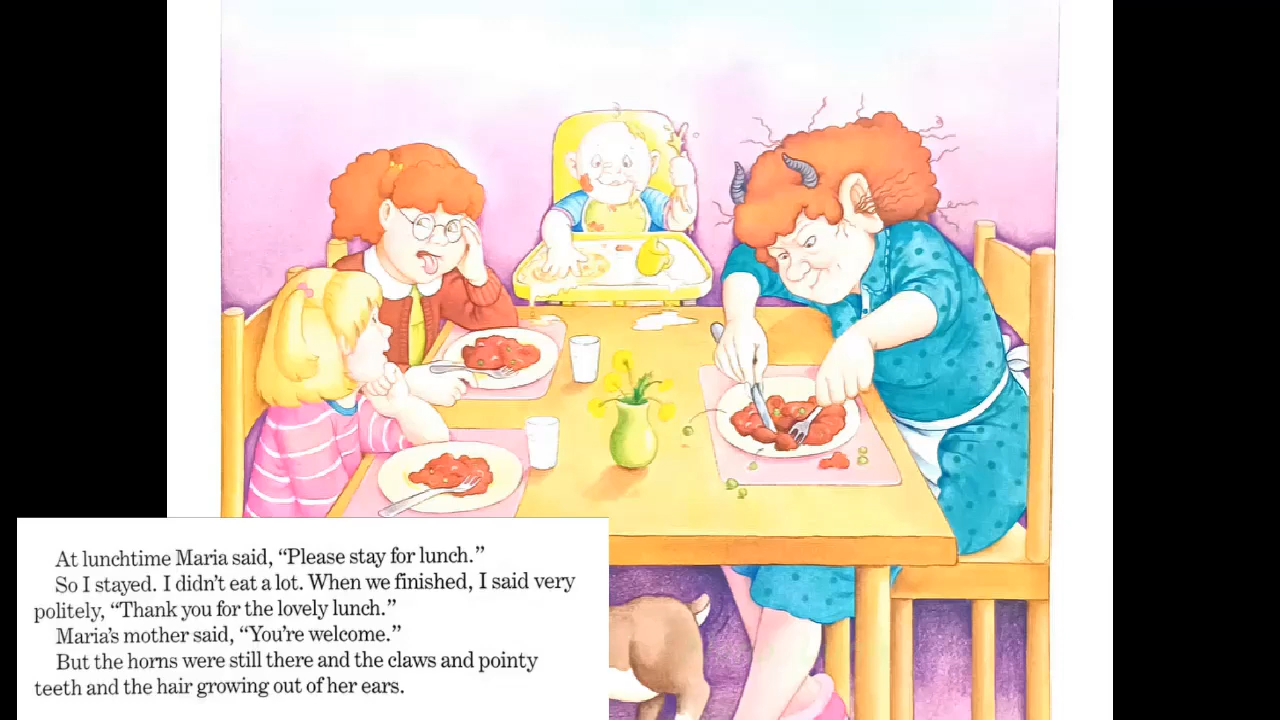 At lunchtime Maria said, “Please stay for lunch.”
So I stayed. I didn’t eat a lot. When we finished, I said very
politely, “Thank you for the lovely lunch.”
Maria’s mother said, “You’re welcome.”
But the horns were still there and the claws and pointy
teeth and the hair growing out of her ears.